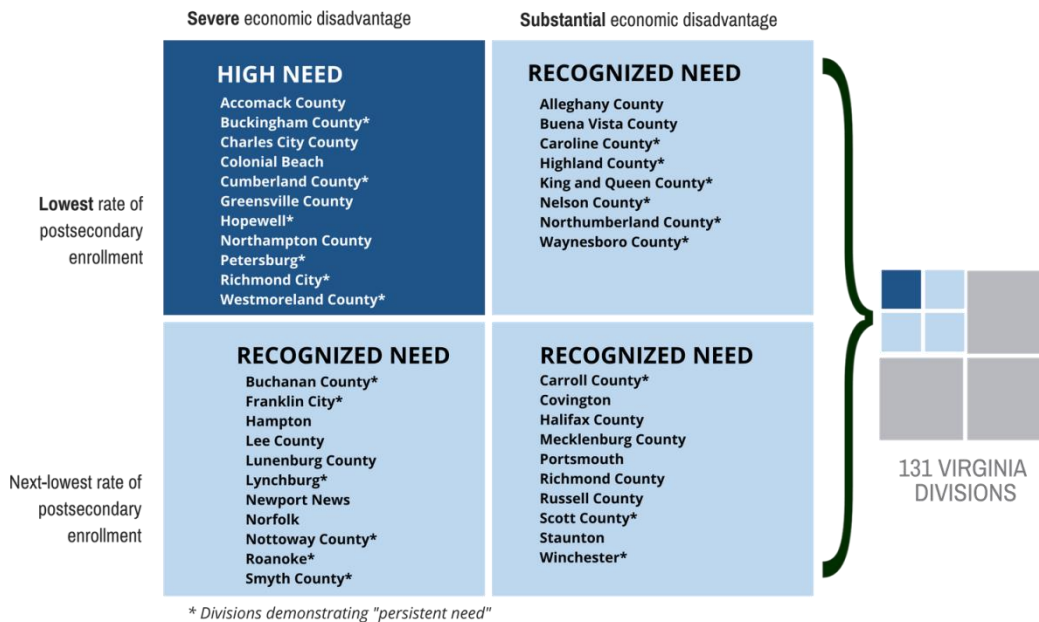 Severe economic disadvantage
Substantial economic disadvantage
Lowest rate of
postsecondary
enrollment
HIGH NEED
Accomack County
Buckingham County*
Charles City County
Colonial Beach
Cumberland County*
Greensville County
Hopewell*
Northampton County
Petersburg*
Richmond City*
Westmoreland County*
RECOGNIZED NEED
Alleghany County
Buena Vista County
Caroline County*
Highland County*
King and Queen County*
Nelson County*
Northumberland County*
Waynesboro County*
Next-lowest rate of
postsecondary
enrollment
RECOGNIZED NEED
Buchanan County*
Franklin City*
Hampton
Lee County
Lunenburg County
Lynchburg*
Newport News
Norfolk
Nottoway County*
Roanoke*
Smyth County*
RECOGNIZED NEED
Carroll County*
Covington
Halifax County
Mecklenburg County
Portsmouth
Richmond County
Russell County
Scott County*
Staunton
Winchester*
131 VIRGINIA
DIVISIONS
* Divisions demonstrating "persistent need"